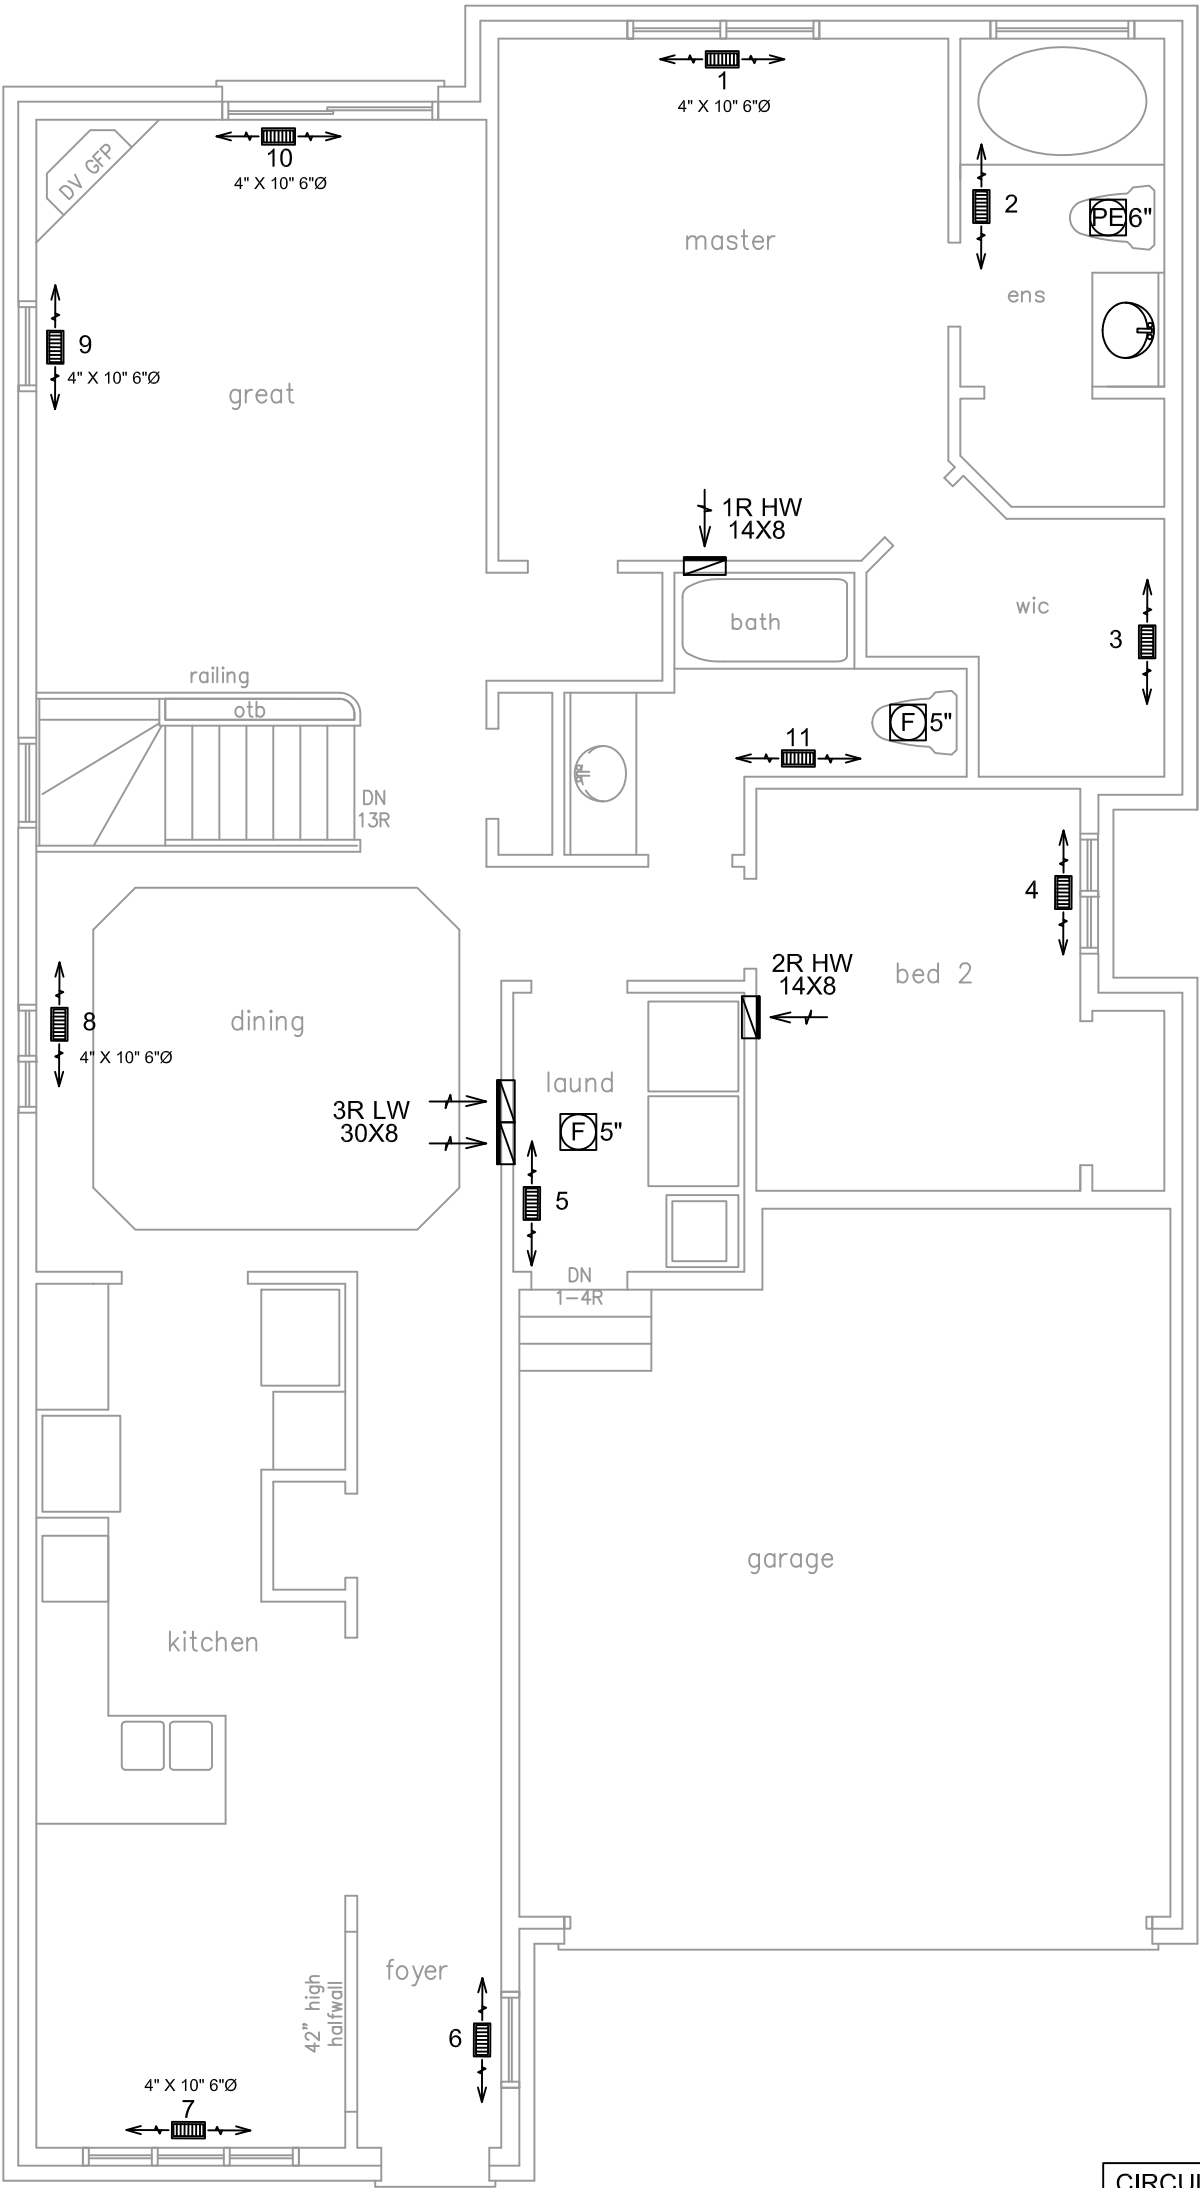 1
4" X 10" 6"Ø
10
4" X 10" 6"Ø
DV GFP
2
PE 6"
master
ens
9
4" X 10" 6"Ø
great
1R HW
14X8
bath
wic
3
railing
otb
F 5"
11
DN
13R
4
2R HW
14X8
bed 2
8
4" X 10" 6"Ø
dining
laund
3R LW
30X8
F 5"
5
DN
1-4R
garage
kitchen
foyer
42" high
halfwall
6
4" X 10" 6"Ø
7